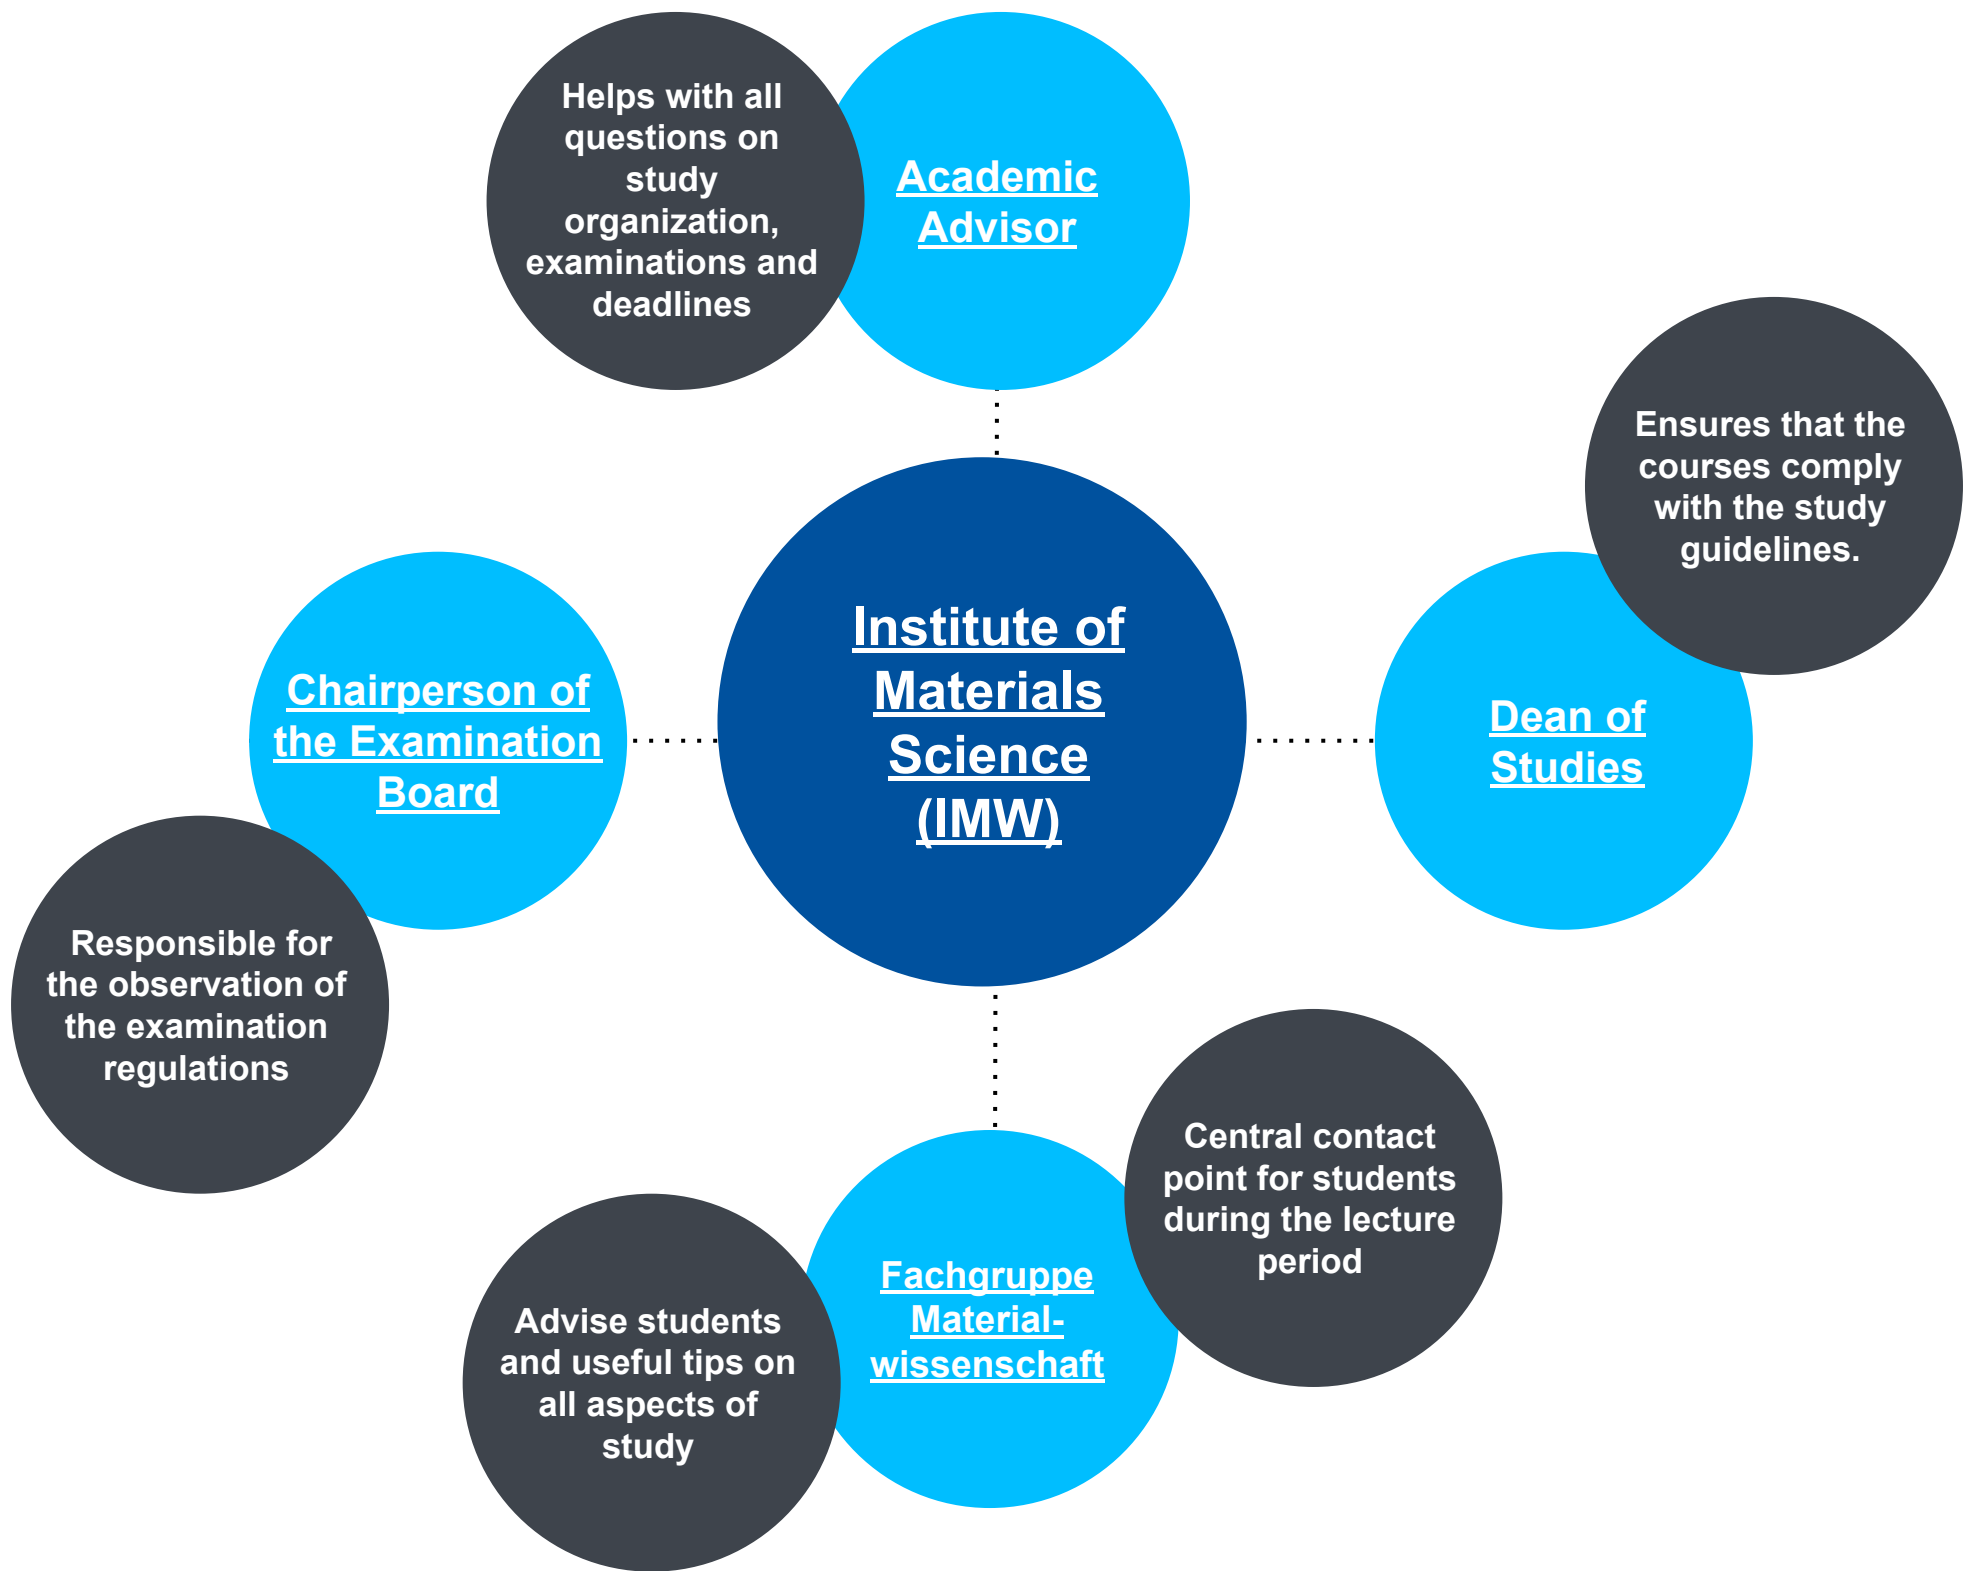 Helps with all
questions on
study
organization,
examinations and
deadlines
Academic
Advisor
Ensures that the
courses comply
with the study
guidelines.
Institute of
Materials
Science
(IMW)
Chairperson of
the Examination
Board
Dean of
Studies
Responsible for
the observation of
the examination
regulations
Central contact
point for students
during the lecture
period
Fachgruppe
Material-
wissenschaft
Advise students
and useful tips on
all aspects of
study